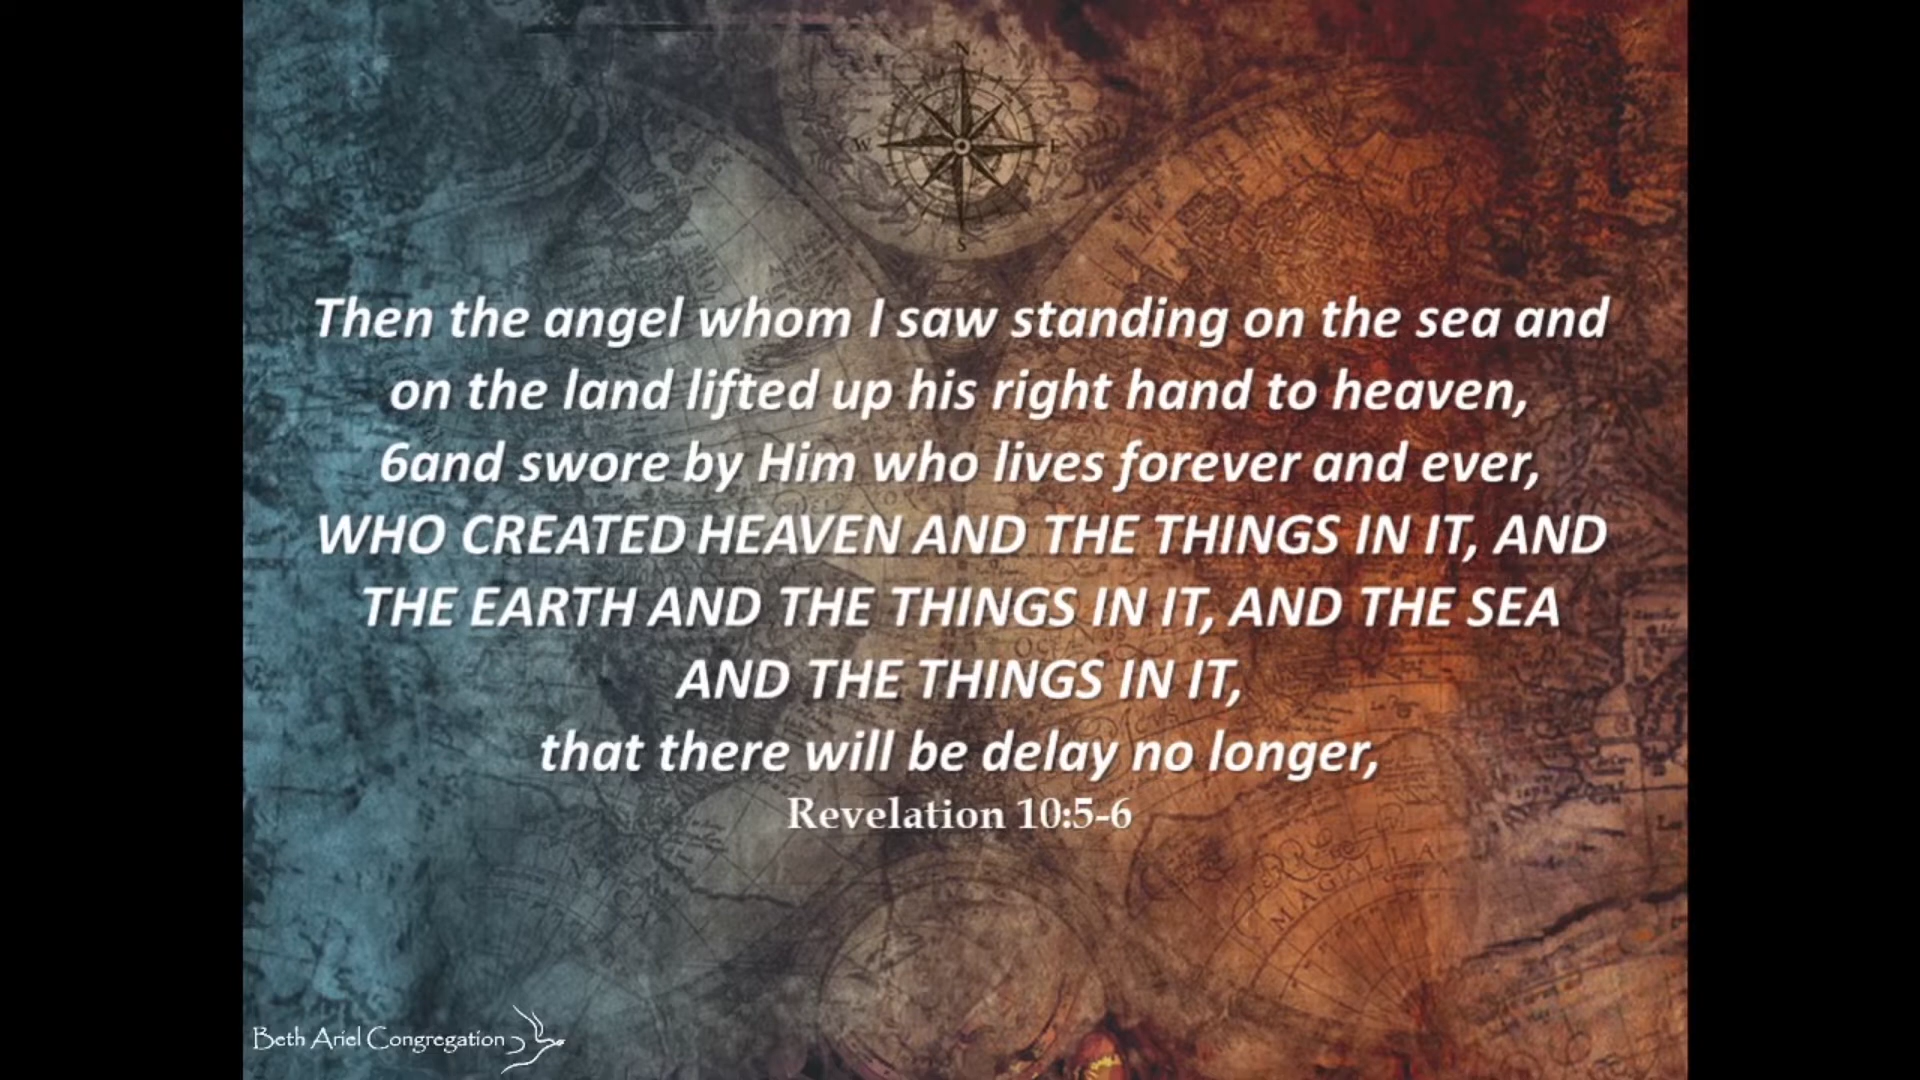 N
W
E
S
Then the angel whom I saw standing on the sea and
on the land lifted up his right hand to heaven,
6and swore by Him who lives forever and ever,
WHO CREATED HEAVEN AND THE THINGS IN IT, AND
THE EARTH AND THE THINGS IN IT, AND THE SEA
AND THE THINGS IN IT,
that there will be delay no longer,
Revelation 10:5-6
MAGALLA
Beth Ariel Congregation